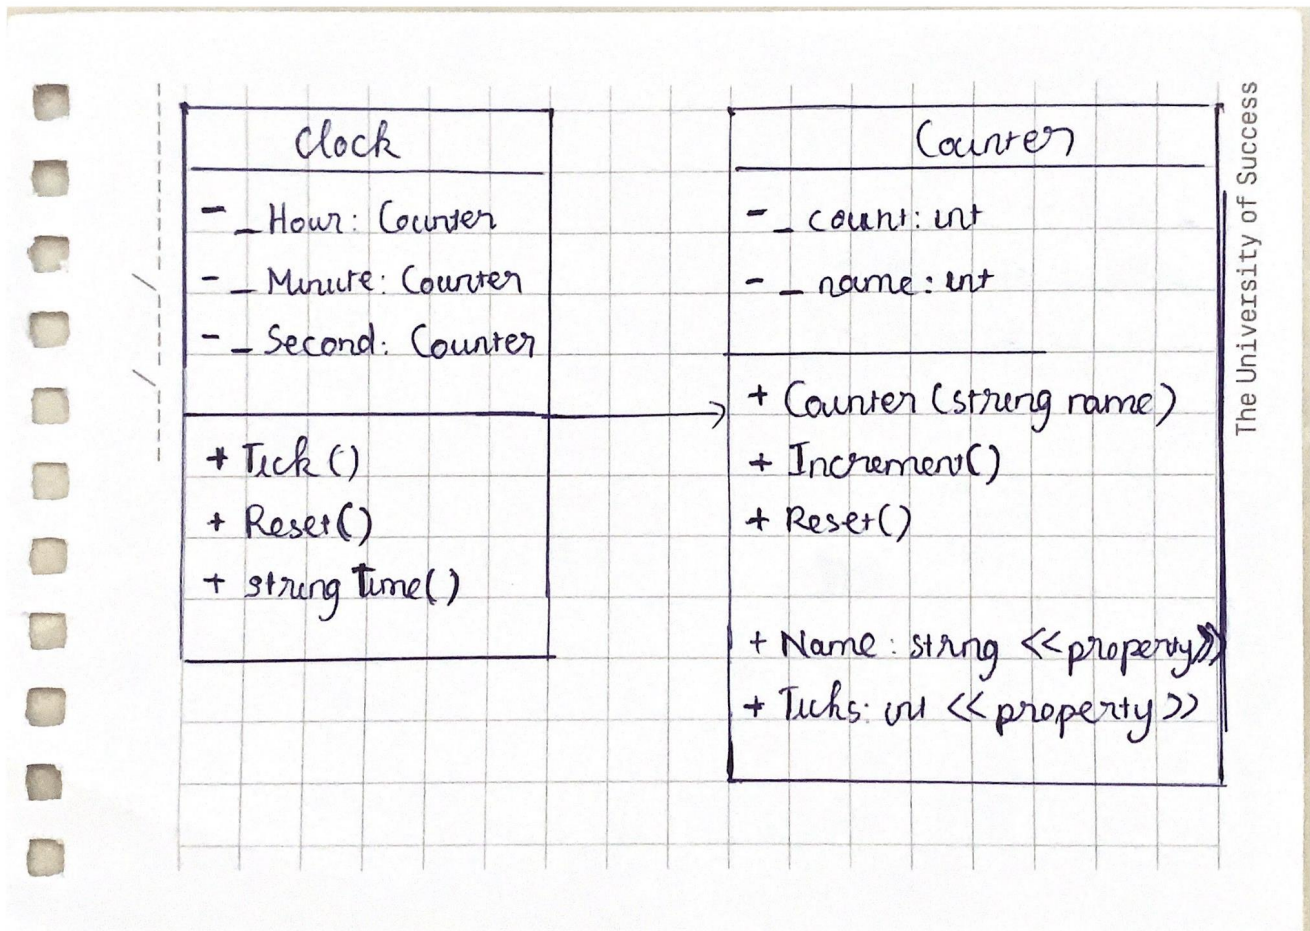 Clock
- _Hour: Counter
- _Minute: Counter
- _Second: Counter
+ Tick()
+ Reset()
+ string Time()
Counter
- _count: int
- _name: int
+ Counter (string name)
+ Increment()
+ Reset()
+ Name: string <<property>>
+ Ticks: int <<property>>
The University of Success